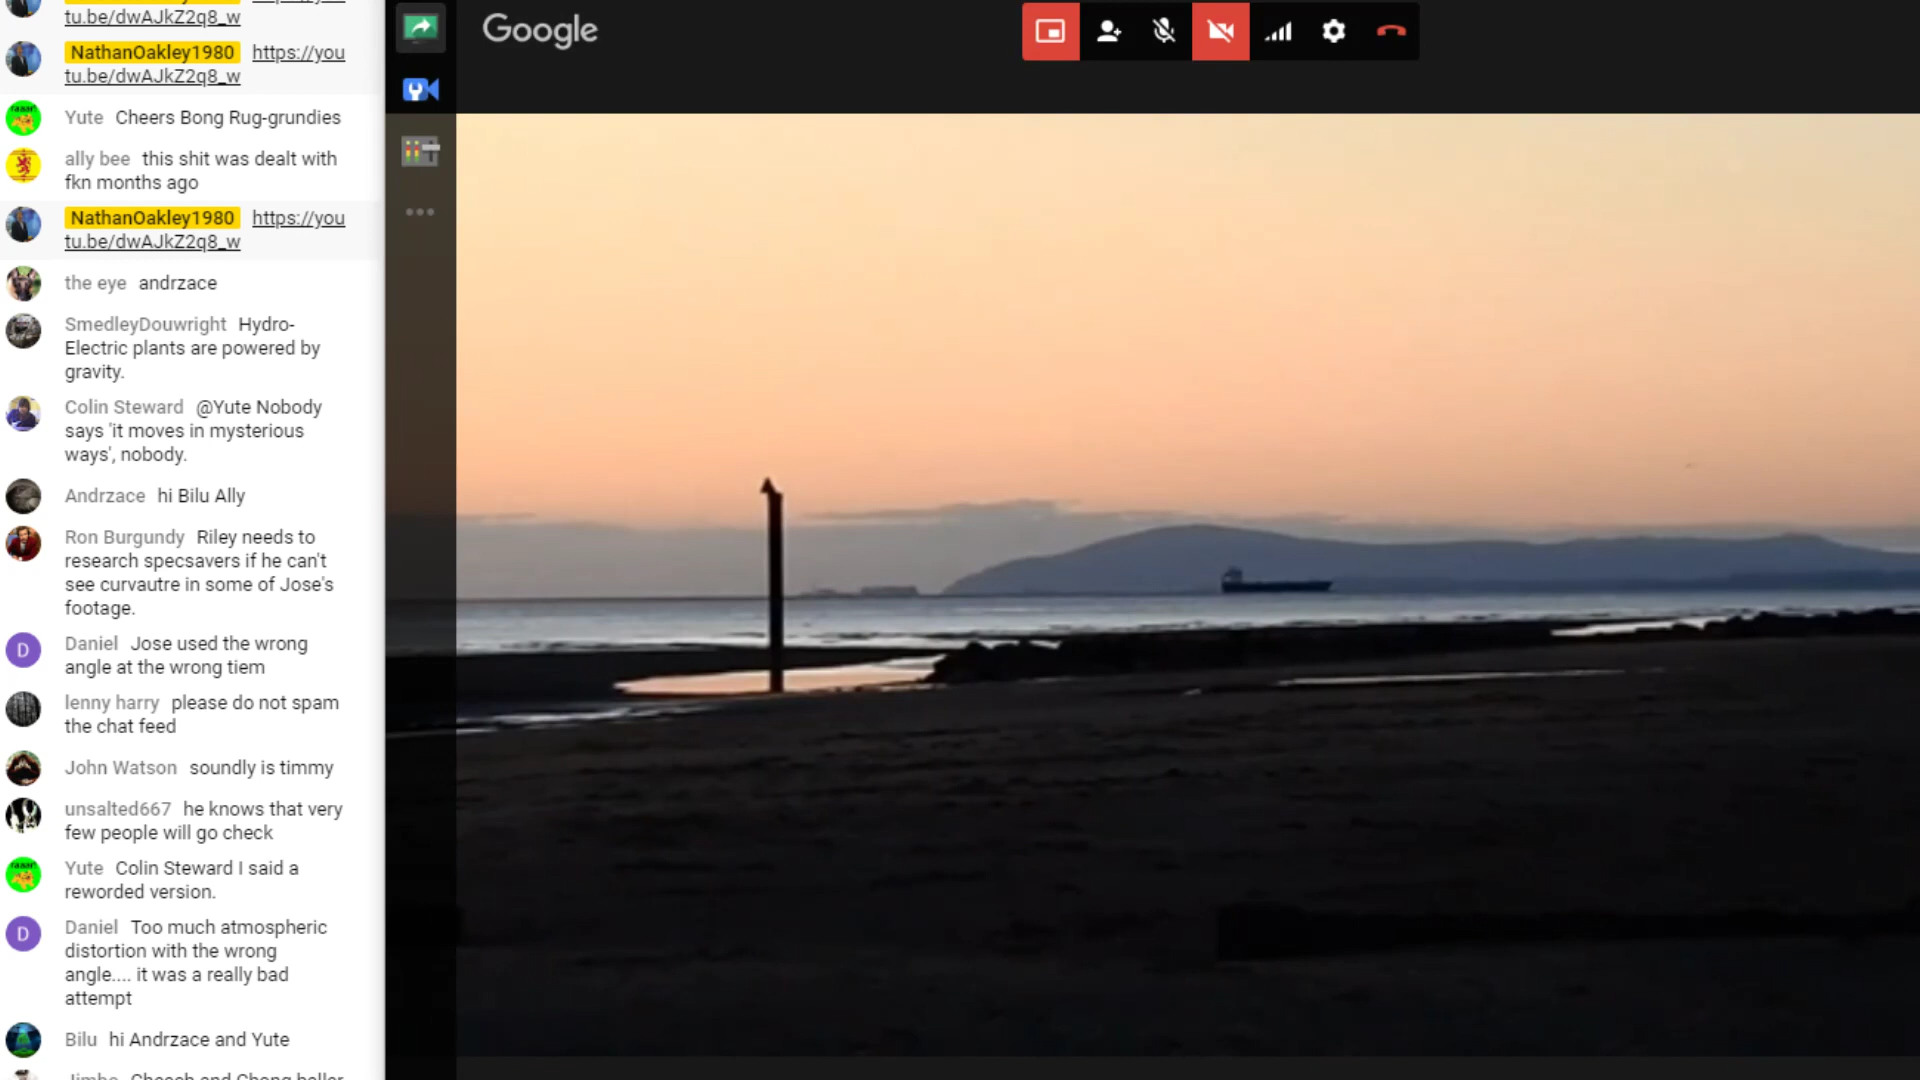 tu.be/dwAJkZ2q8_w
NathanOakley1980 https://you
tu.be/dwAJkZ2q8_w
Yute Cheers Bong Rug-grundies
ally bee this shit was dealt with
fkn months ago
NathanOakley1980 https://you
tu.be/dwAJkZ2q8_w
the eye andrzace
SmedleyDouwright Hydro-
Electric plants are powered by
gravity.
Colin Steward @Yute Nobody
says 'it moves in mysterious
ways', nobody.
Andrzace hi Bilu Ally
Ron Burgundy Riley needs to
research specsavers if he can't
see curvautre in some of Jose's
footage.
Daniel Jose used the wrong
angle at the wrong tiem
lenny harry please do not spam
the chat feed
John Watson soundly is timmy
unsalted667 he knows that very
few people will go check
Yute Colin Steward I said a
reworded version.
Daniel Too much atmospheric
distortion with the wrong
angle.... it was a really bad
attempt
Bilu hi Andrzace and Yute
D
D
Google